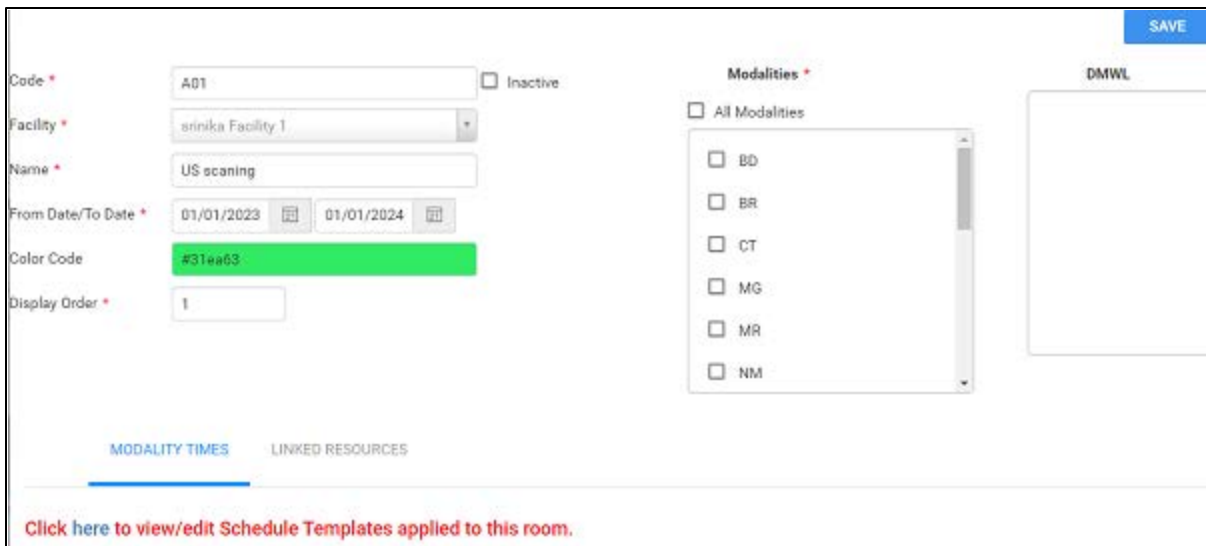 SAVE
Code *
A01
Inactive
Facility *
srinika Facility 1
Name *
US scaning
From Date/To Date *
01/01/2023
01/01/2024
Color Code
#31ea63
Display Order *
1
Modalities *
All Modalities
BD
BR
CT
MG
MR
NM
DMWL
MODALITY TIMES
LINKED RESOURCES
Click here to view/edit Schedule Templates applied to this room.